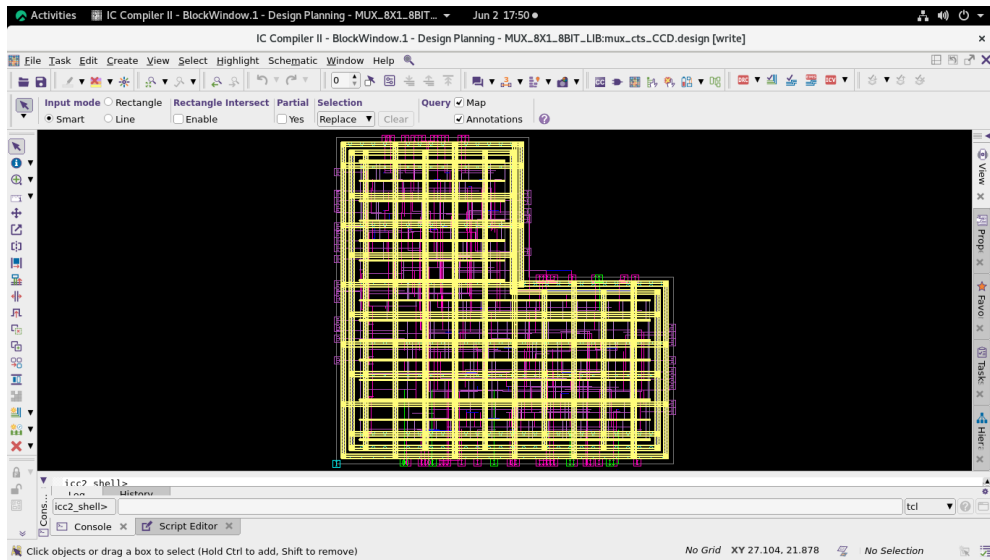 Activities IC Compiler II - BlockWindow.1 - Design Planning - MUX_8X1_8BIT... Jun 2 17:50
IC Compiler II - BlockWindow.1 - Design Planning - MUX_8X1_8BIT_LIB:mux_cts_CCD.design [write]
File Task Edit Create View Select Highlight Schematic Window Help
0
Input mode Rectangle Rectangle Intersect Partial Selection Query Map
Smart Line Enable Yes Replace Clear Annotations
View
Prop
Favo
Task
Hier
icc2_shell>
Log History
Cons...
icc2_shell> tcl
Console Script Editor
Click objects or drag a box to select (Hold Ctrl to add, Shift to remove) No Grid XY 27.104, 21.878 No Selection